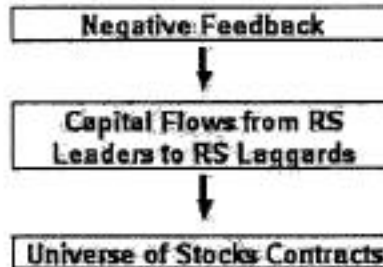 Negative Feedback
Capital Flows from RS
Leaders to RS Laggards
Universe of Stocks Contracts